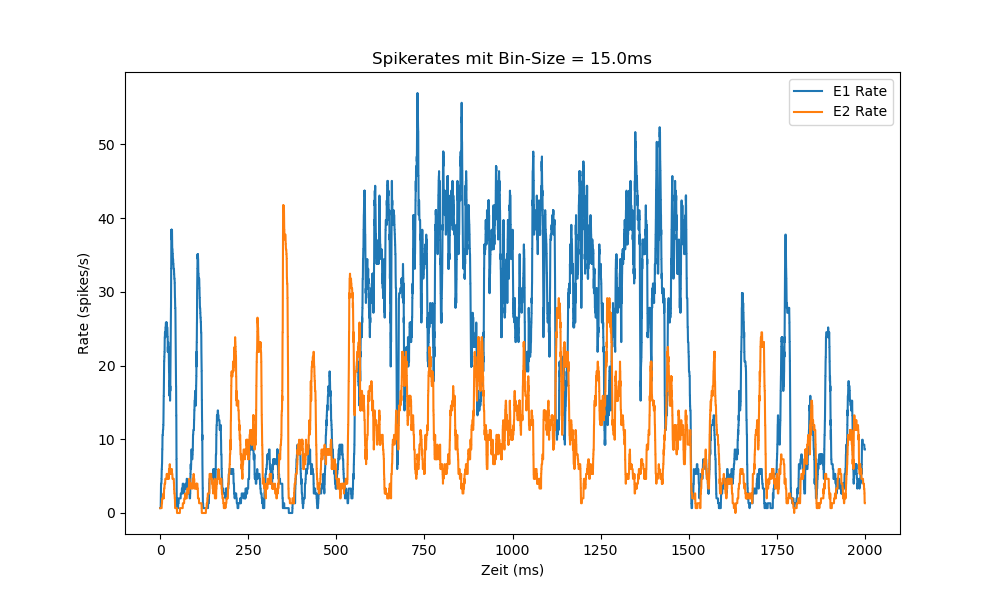 Spikerates mit Bin-Size = 15.0ms
E1 Rate
E2 Rate
50
40
30
20
10
0
Rate (spikes/s)
0 250 500 750 1000 1250 1500 1750 2000
Zeit (ms)